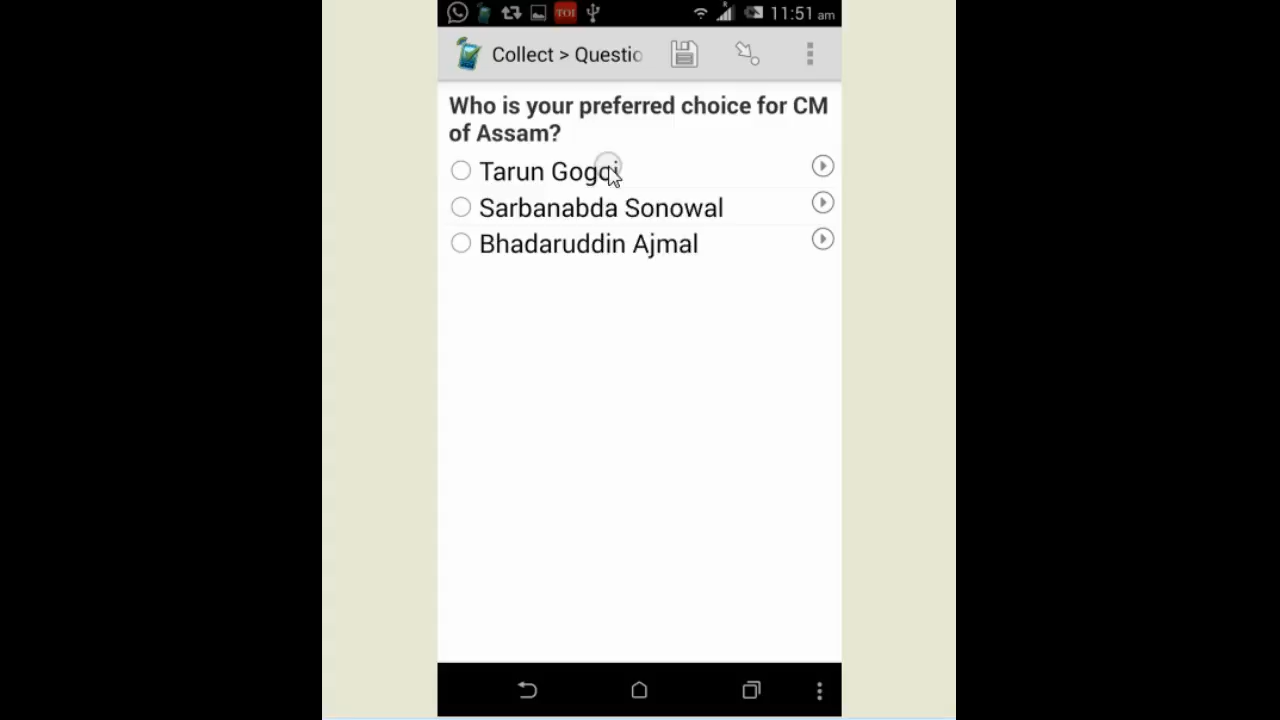 TOI 11:51 am
Collect > Questio
Who is your preferred choice for CM
of Assam?
Tarun Gogoi
Sarbanabda Sonowal
Bhadaruddin Ajmal